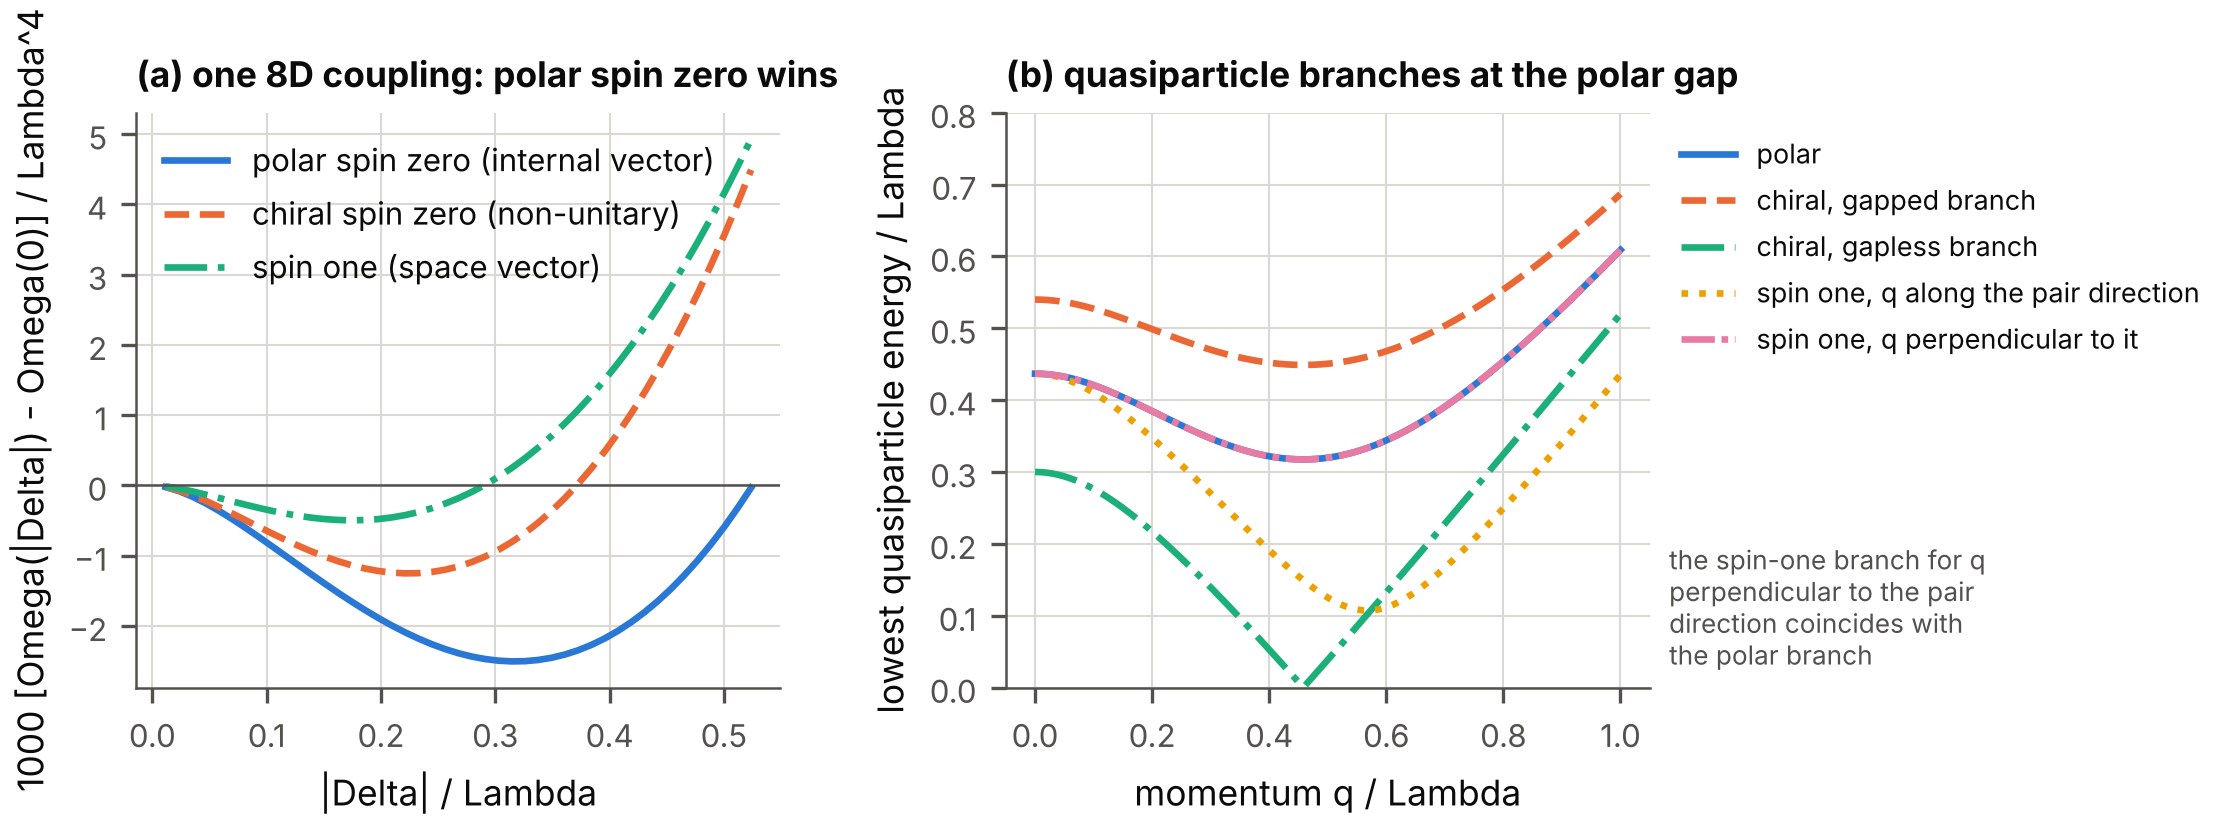 (a) one 8D coupling: polar spin zero wins
1000 [Omega(|Delta|) - Omega(0)] / Lambda^4
5
4
3
2
1
0
−1
−2
polar spin zero (internal vector)
chiral spin zero (non-unitary)
spin one (space vector)
0.0 0.1 0.2 0.3 0.4 0.5
|Delta| / Lambda
(b) quasiparticle branches at the polar gap
lowest quasiparticle energy / Lambda
0.8
0.7
0.6
0.5
0.4
0.3
0.2
0.1
0.0
0.0 0.2 0.4 0.6 0.8 1.0
momentum q / Lambda
polar
chiral, gapped branch
chiral, gapless branch
spin one, q along the pair direction
spin one, q perpendicular to it
the spin-one branch for q
perpendicular to the pair
direction coincides with
the polar branch